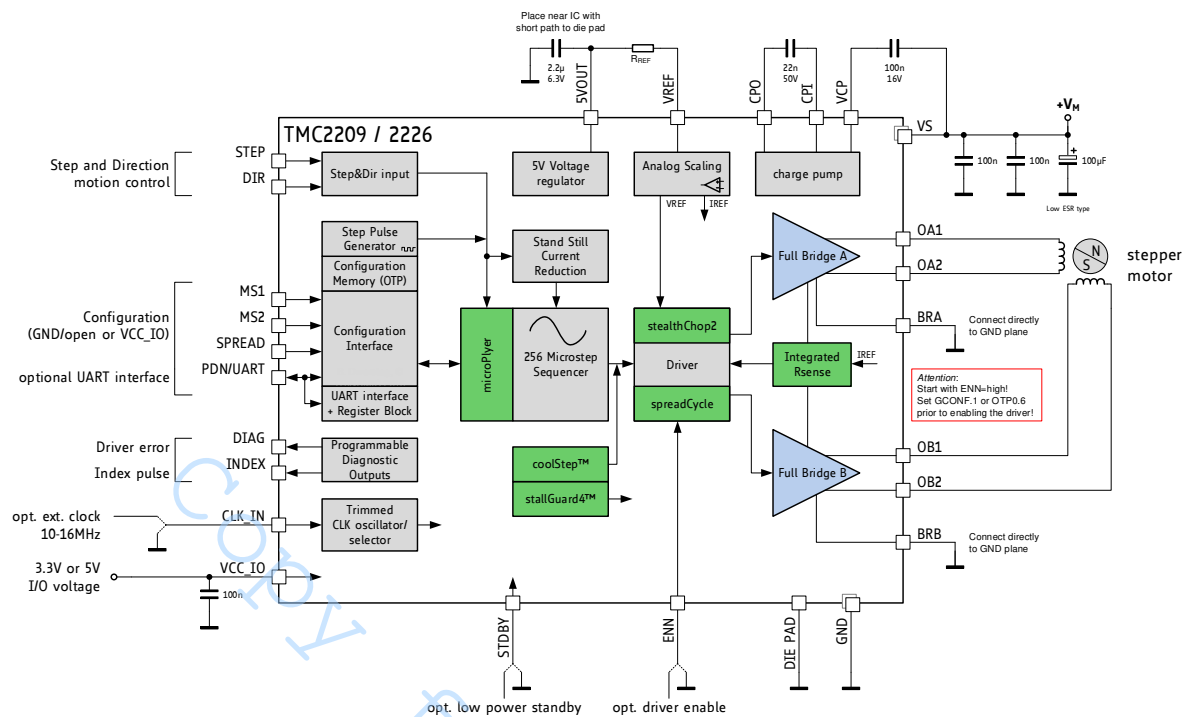 Place near IC with
short path to die pad
2.2µ
6.3V
RREF
22n
50V
100n
16V
5VOUT
VREF
CPO
CPI
VCP
+VM
VS
TMC2209 / 2226
100n
100n
100µF
+
Low ESR type
Step and Direction
motion control
STEP
DIR
Step&Dir input
5V Voltage
regulator
Analog Scaling
VREF
IREF
charge pump
Step Pulse
Generator
Configuration
Memory (OTP)
Stand Still
Current
Reduction
Full Bridge A
OA1
OA2
N
S
stepper
motor
Configuration
(GND/open or VCC_IO)
optional UART interface
MS1
MS2
SPREAD
PDN/UART
Configuration
Interface
UART interface
+ Register Block
microPlyer
256 Microstep
Sequencer
stealthChop2
Driver
spreadCycle
Integrated
Rsense
IREF
BRA
Connect directly
to GND plane
Attention:
Start with ENN=high!
Set GCONF.1 or OTP0.6
prior to enabling the driver!
Driver error
Index pulse
DIAG
INDEX
Programmable
Diagnostic
Outputs
coolStep™
stallGuard4™
Full Bridge B
OB1
OB2
opt. ext. clock
10-16MHz
CLK_IN
Trimmed
CLK oscillator/
selector
BRB
Connect directly
to GND plane
3.3V or 5V
I/O voltage
VCC_IO
100n
STDBY
ENN
DIE PAD
GND
opt. low power standby
opt. driver enable
Copy